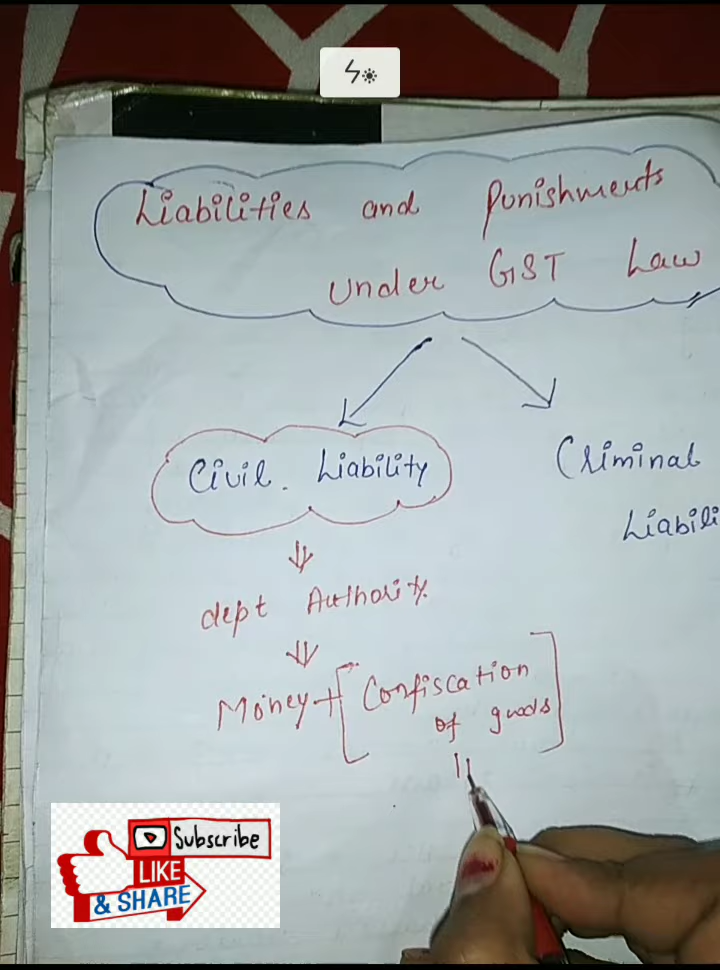 Liabilities and Punishments
Under GST Law
Civil. Liability
Criminal
Liabili
dept Authority
Money + [Confiscation
of goods]
Subscribe
LIKE
& SHARE